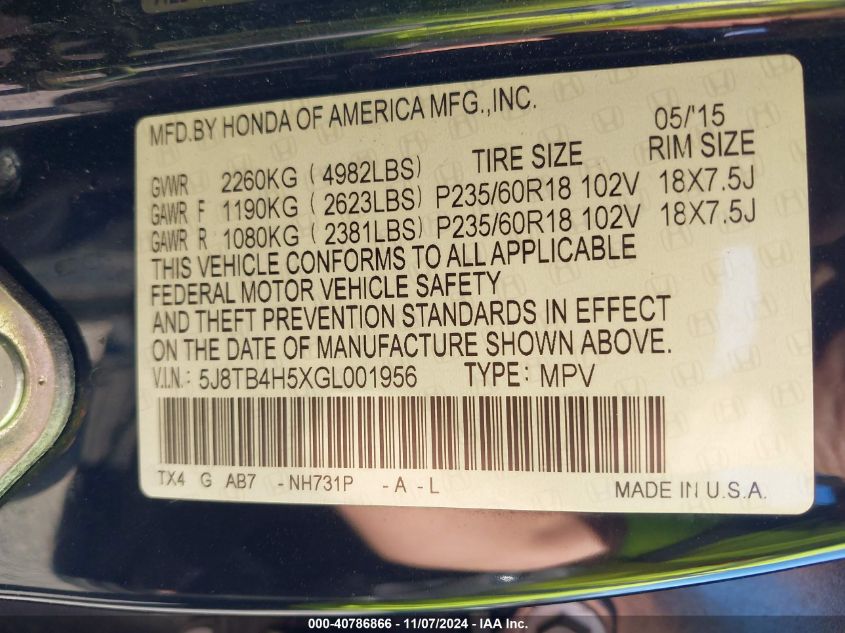 MFD.BY HONDA OF AMERICA MFG.,INC.
05/'15
TIRE SIZE RIM SIZE
GVWR 2260KG ( 4982LBS)
GAWR F 1190KG ( 2623LBS) P235/60R18 102V 18X7.5J
GAWR R 1080KG ( 2381LBS) P235/60R18 102V 18X7.5J
THIS VEHICLE CONFORMS TO ALL APPLICABLE
FEDERAL MOTOR VEHICLE SAFETY
AND THEFT PREVENTION STANDARDS IN EFFECT
ON THE DATE OF MANUFACTURE SHOWN ABOVE.
V.I.N.: 5J8TB4H5XGL001956 TYPE: MPV
TX4 G AB7 -NH731P -A -L
MADE IN U.S.A.
000-40786866 - 11/07/2024 - IAA Inc.